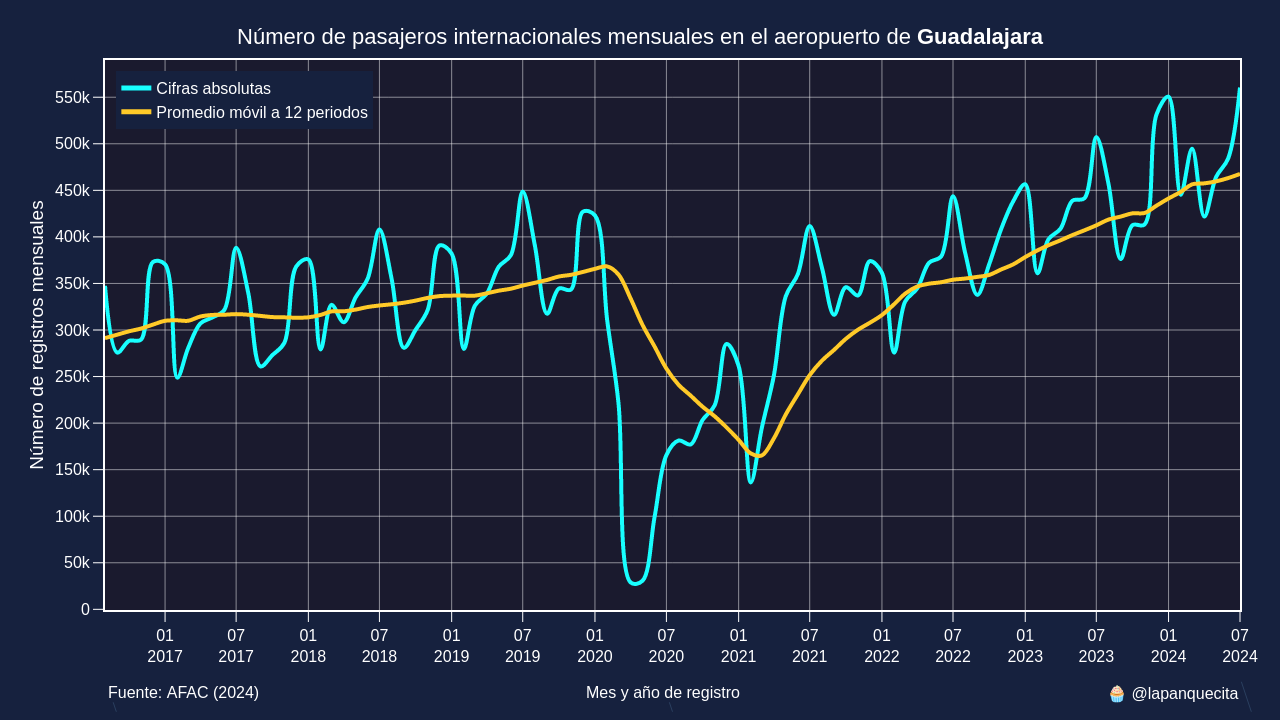 Número de pasajeros internacionales mensuales en el aeropuerto de Guadalajara
Cifras absolutas
Promedio móvil a 12 periodos
Número de registros mensuales
550k
500k
450k
400k
350k
300k
250k
200k
150k
100k
50k
0
01 07 01 07 01 07 01 07 01 07 01 07 01 07 01 07
2017 2017 2018 2018 2019 2019 2020 2020 2021 2021 2022 2022 2023 2023 2024 2024
Fuente: AFAC (2024) Mes y año de registro 🧁 @lapanquecita